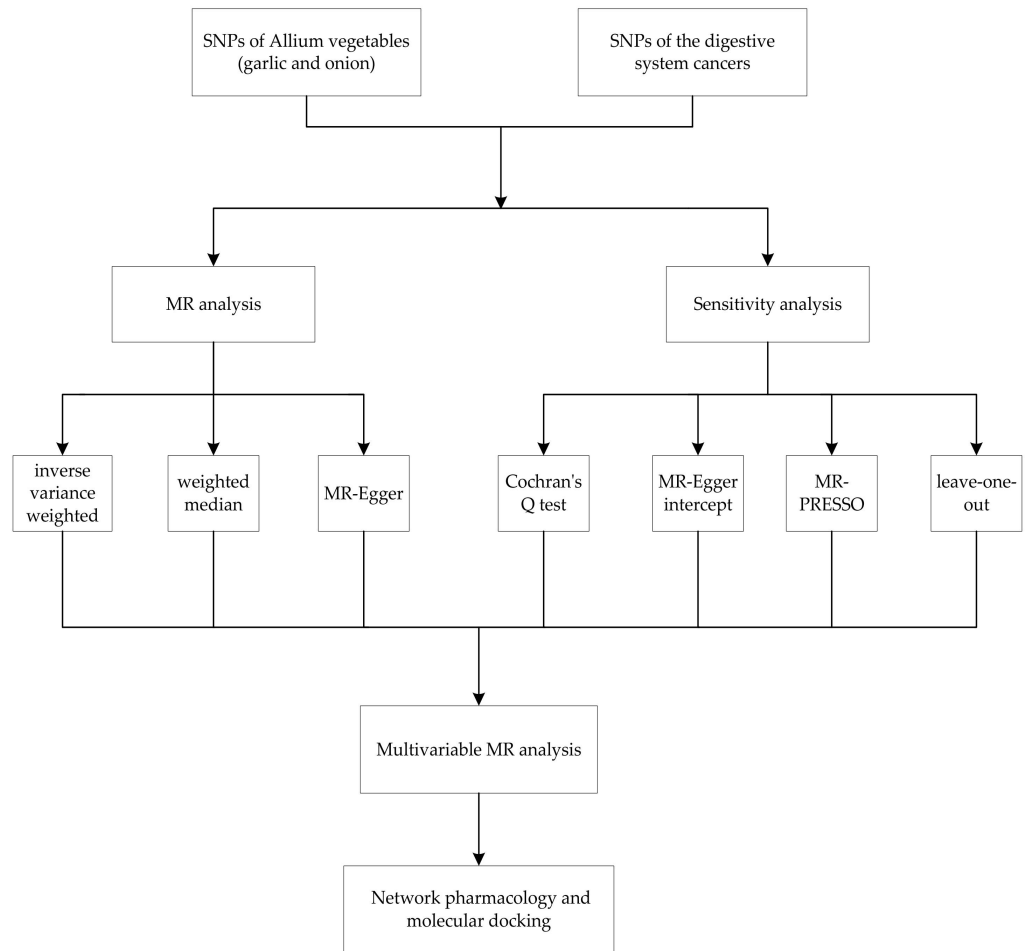 SNPs of Allium vegetables
(garlic and onion)
SNPs of the digestive
system cancers
MR analysis
Sensitivity analysis
inverse
variance
weighted
weighted
median
MR-Egger
Cochran's
Q test
MR-Egger
intercept
MR-
PRESSO
leave-one-
out
Multivariable MR analysis
Network pharmacology and
molecular docking